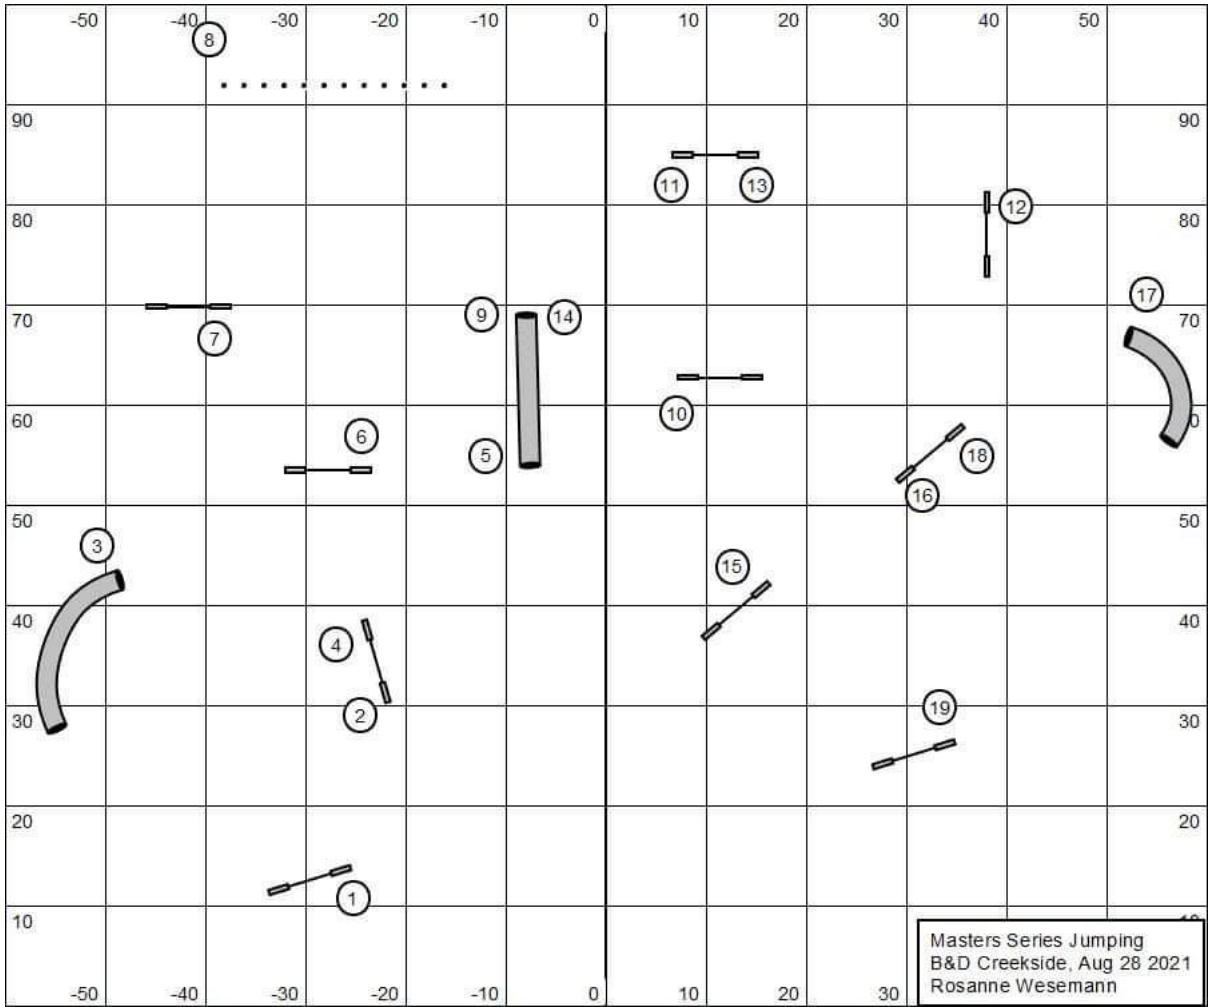 -50 -40 -30 -20 -10 0 10 20 30 40 50
8
90 90
11 13
80 12 80
17
70 9 14 70
7
60 10
6
5 18
16
50 50
3
15
40 40
4
30 2 19 30
20 20
1
10
Masters Series Jumping
B&D Creekside, Aug 28 2021
Rosanne Wesemann
-50 -40 -30 -20 -10 0 10 20 30